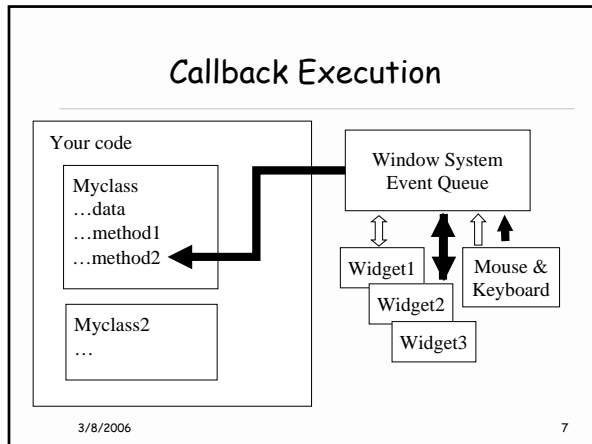 Callback Execution
Your code
Myclass
…data
…method1
…method2
Myclass2
…
Window System
Event Queue
Widget1
Widget2
Widget3
Mouse &
Keyboard
3/8/2006
7